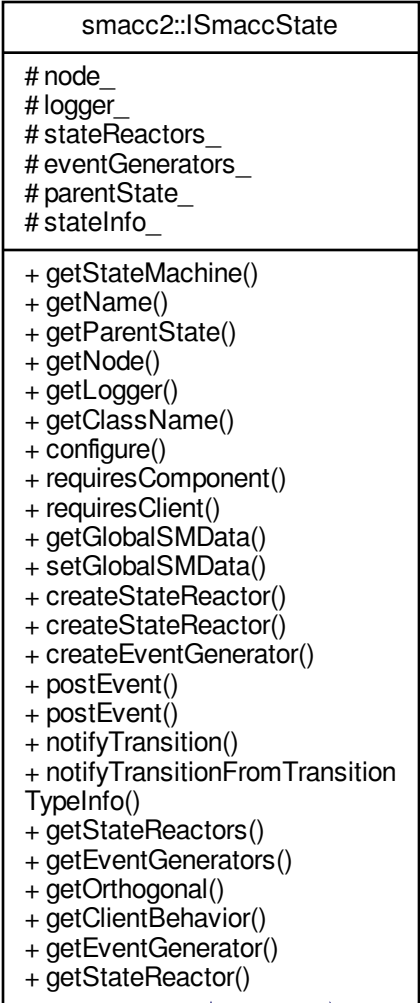 smacc2::ISmaccState
# node_
# logger_
# stateReactors_
# eventGenerators_
# parentState_
# stateInfo_
+ getStateMachine()
+ getName()
+ getParentState()
+ getNode()
+ getLogger()
+ getClassName()
+ configure()
+ requiresComponent()
+ requiresClient()
+ getGlobalSMData()
+ setGlobalSMData()
+ createStateReactor()
+ createStateReactor()
+ createEventGenerator()
+ postEvent()
+ postEvent()
+ notifyTransition()
+ notifyTransitionFromTransition
TypeInfo()
+ getStateReactors()
+ getEventGenerators()
+ getOrthogonal()
+ getClientBehavior()
+ getEventGenerator()
+ getStateReactor()